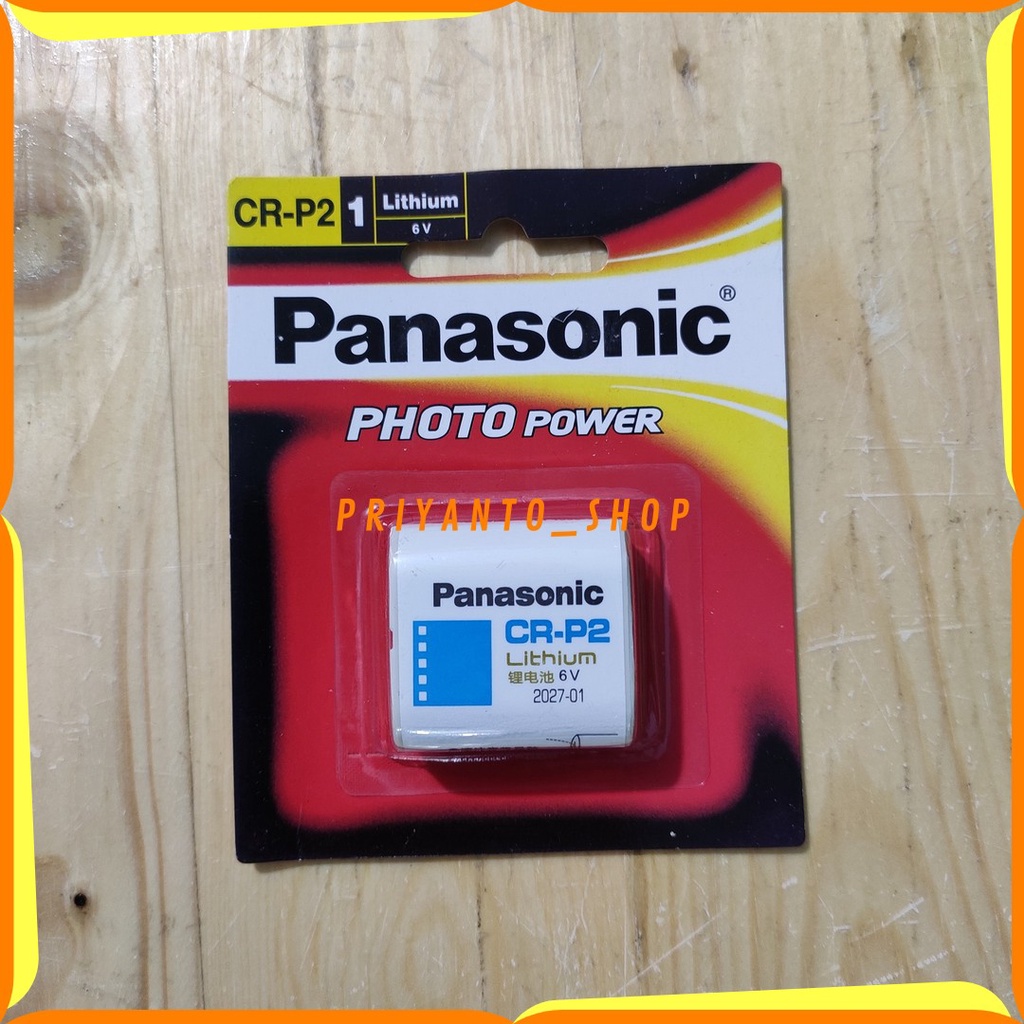 CR-P2 1 Lithium
6V
Panasonic®
PHOTO POWER
PRIYANTO_SHOP
Panasonic
CR-P2
Lithium
锂电池 6V
2027-01